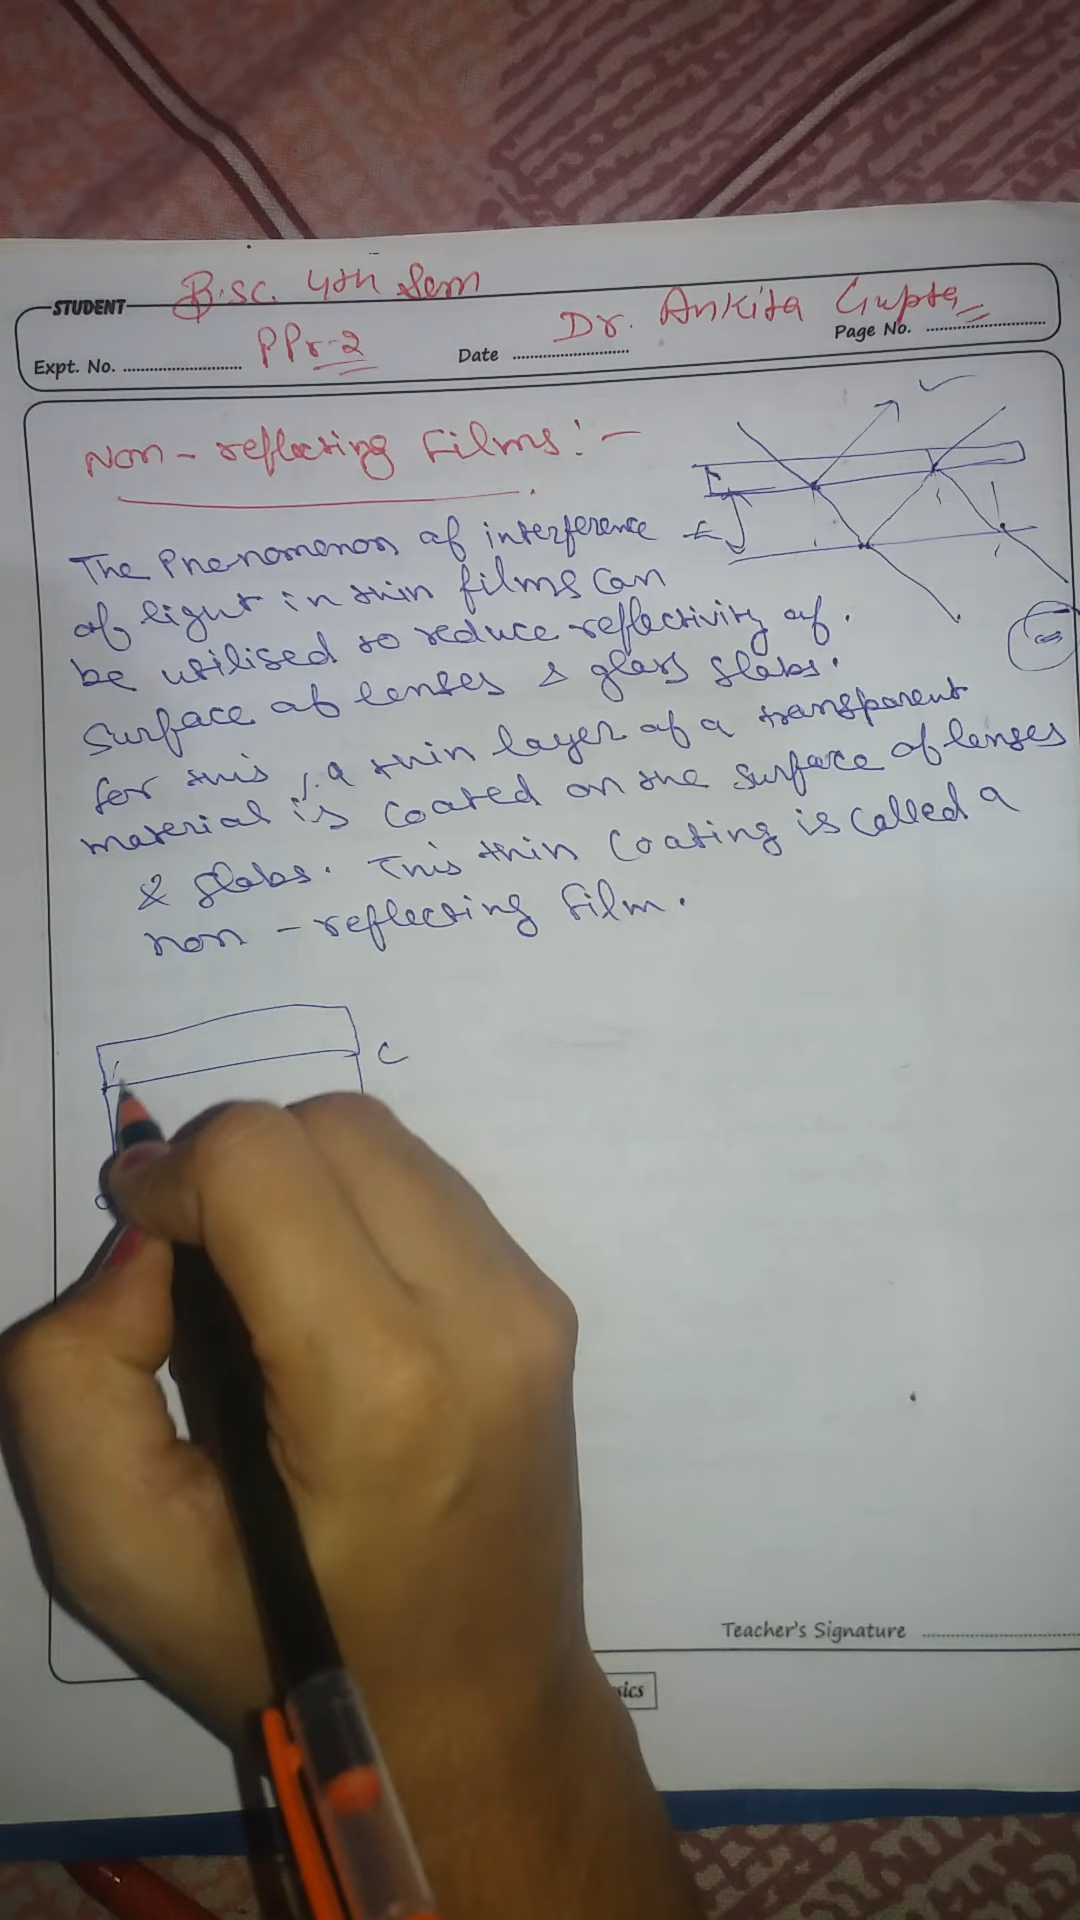 B.sc. 4th Sem
STUDENT
Dr. Ankita Gupta
Expt. No. PPr-2 Date Page No.
Non - reflecting Films :-
The Phenomenon of interference
of light in thin films can
be utilised to reduce reflectivity of
surface of lenses & glass slabs.
for this, a thin layer of a transparent
material is coated on the surface of lenses
& slabs. This thin coating is called a
non - reflecting film.
t
C
Teacher's Signature
sics